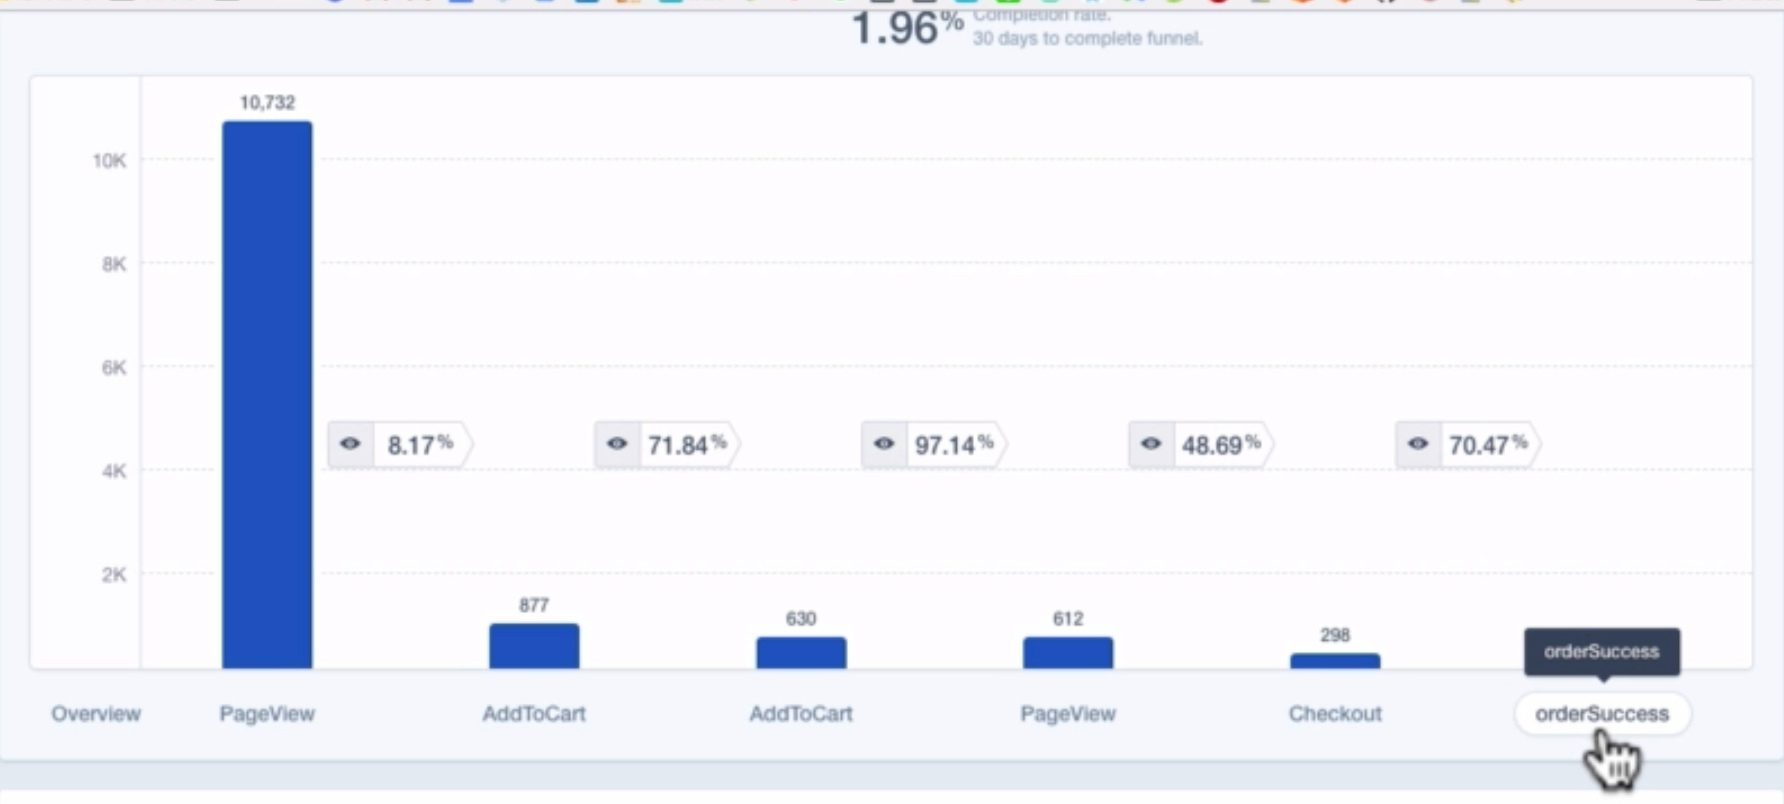 1.96%
Completion rate.
30 days to complete funnel.
10,732
10K
8K
6K
8.17%
71.84%
97.14%
48.69%
70.47%
4K
2K
877
630
612
298
orderSuccess
Overview
PageView
AddToCart
AddToCart
PageView
Checkout
orderSuccess